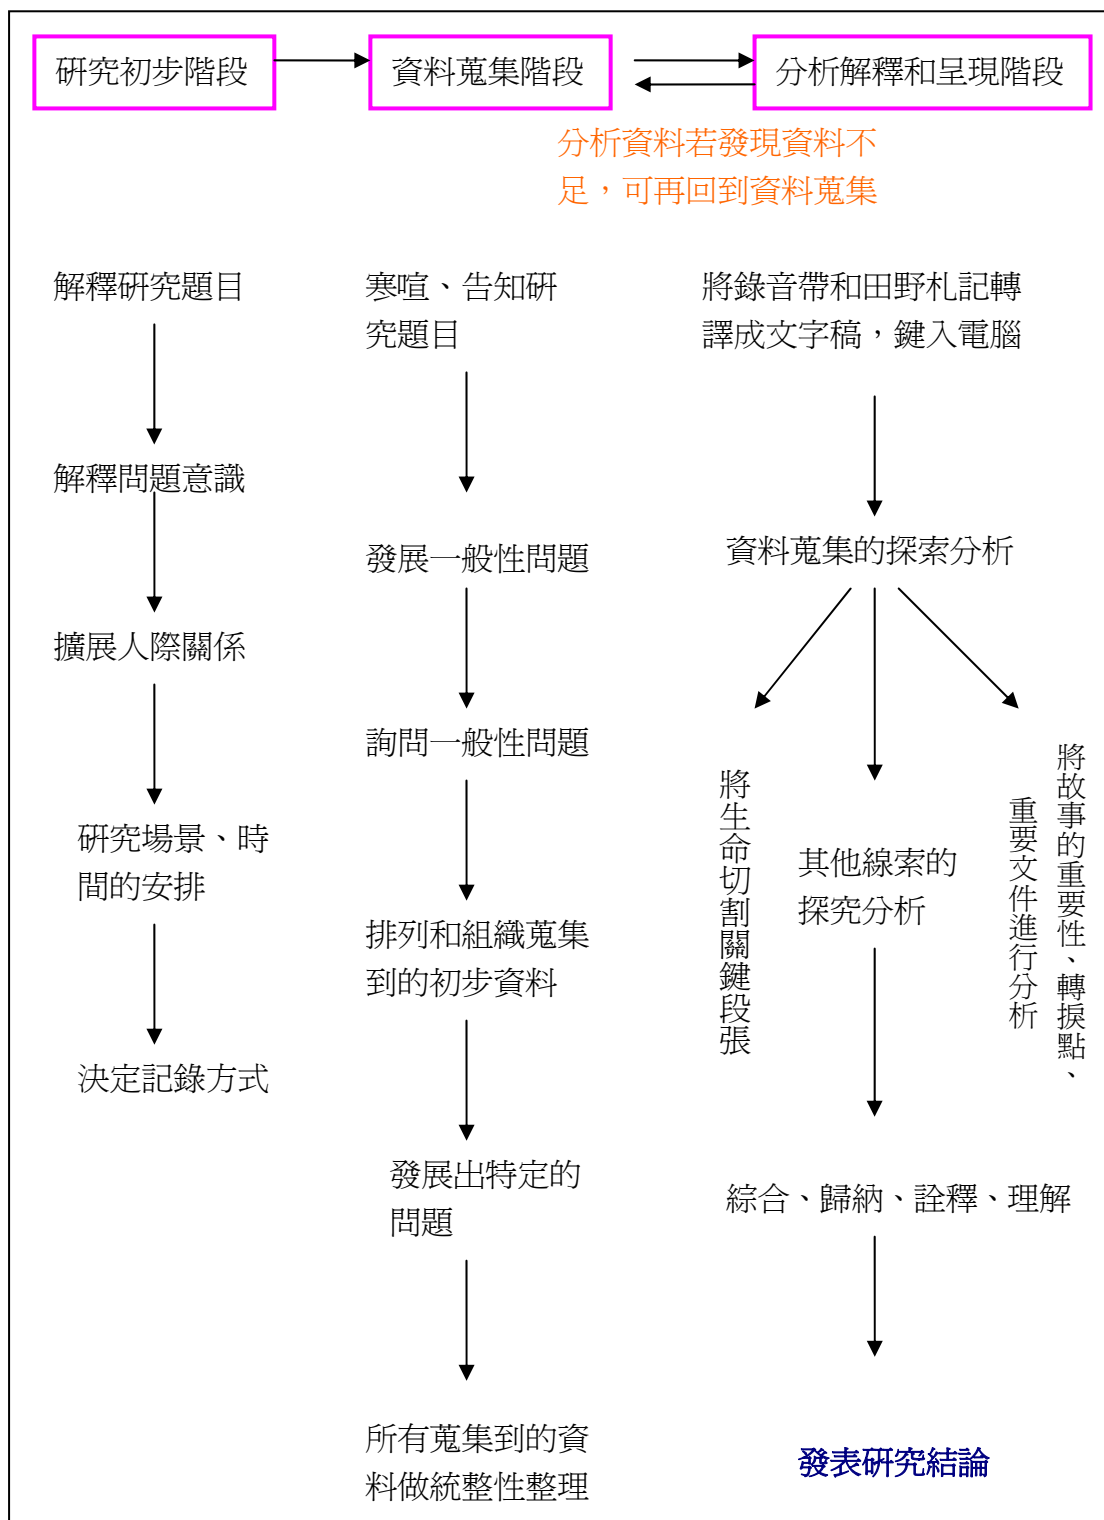 研究初步階段
資料蒐集階段
分析解釋和呈現階段
分析資料若發現資料不
足，可再回到資料蒐集
解釋研究題目
解釋問題意識
擴展人際關係
研究場景、時
間的安排
決定記錄方式
寒喧、告知研
究題目
發展一般性問題
詢問一般性問題
排列和組織蒐集
到的初步資料
發展出特定的
問題
所有蒐集到的資
料做統整性整理
將錄音帶和田野札記轉
譯成文字稿，鍵入電腦
資料蒐集的探索分析
將生命切割關鍵段張
其他線索的
探究分析
將故事的重要性、轉捩點、
重要文件進行分析
綜合、歸納、詮釋、理解
發表研究結論